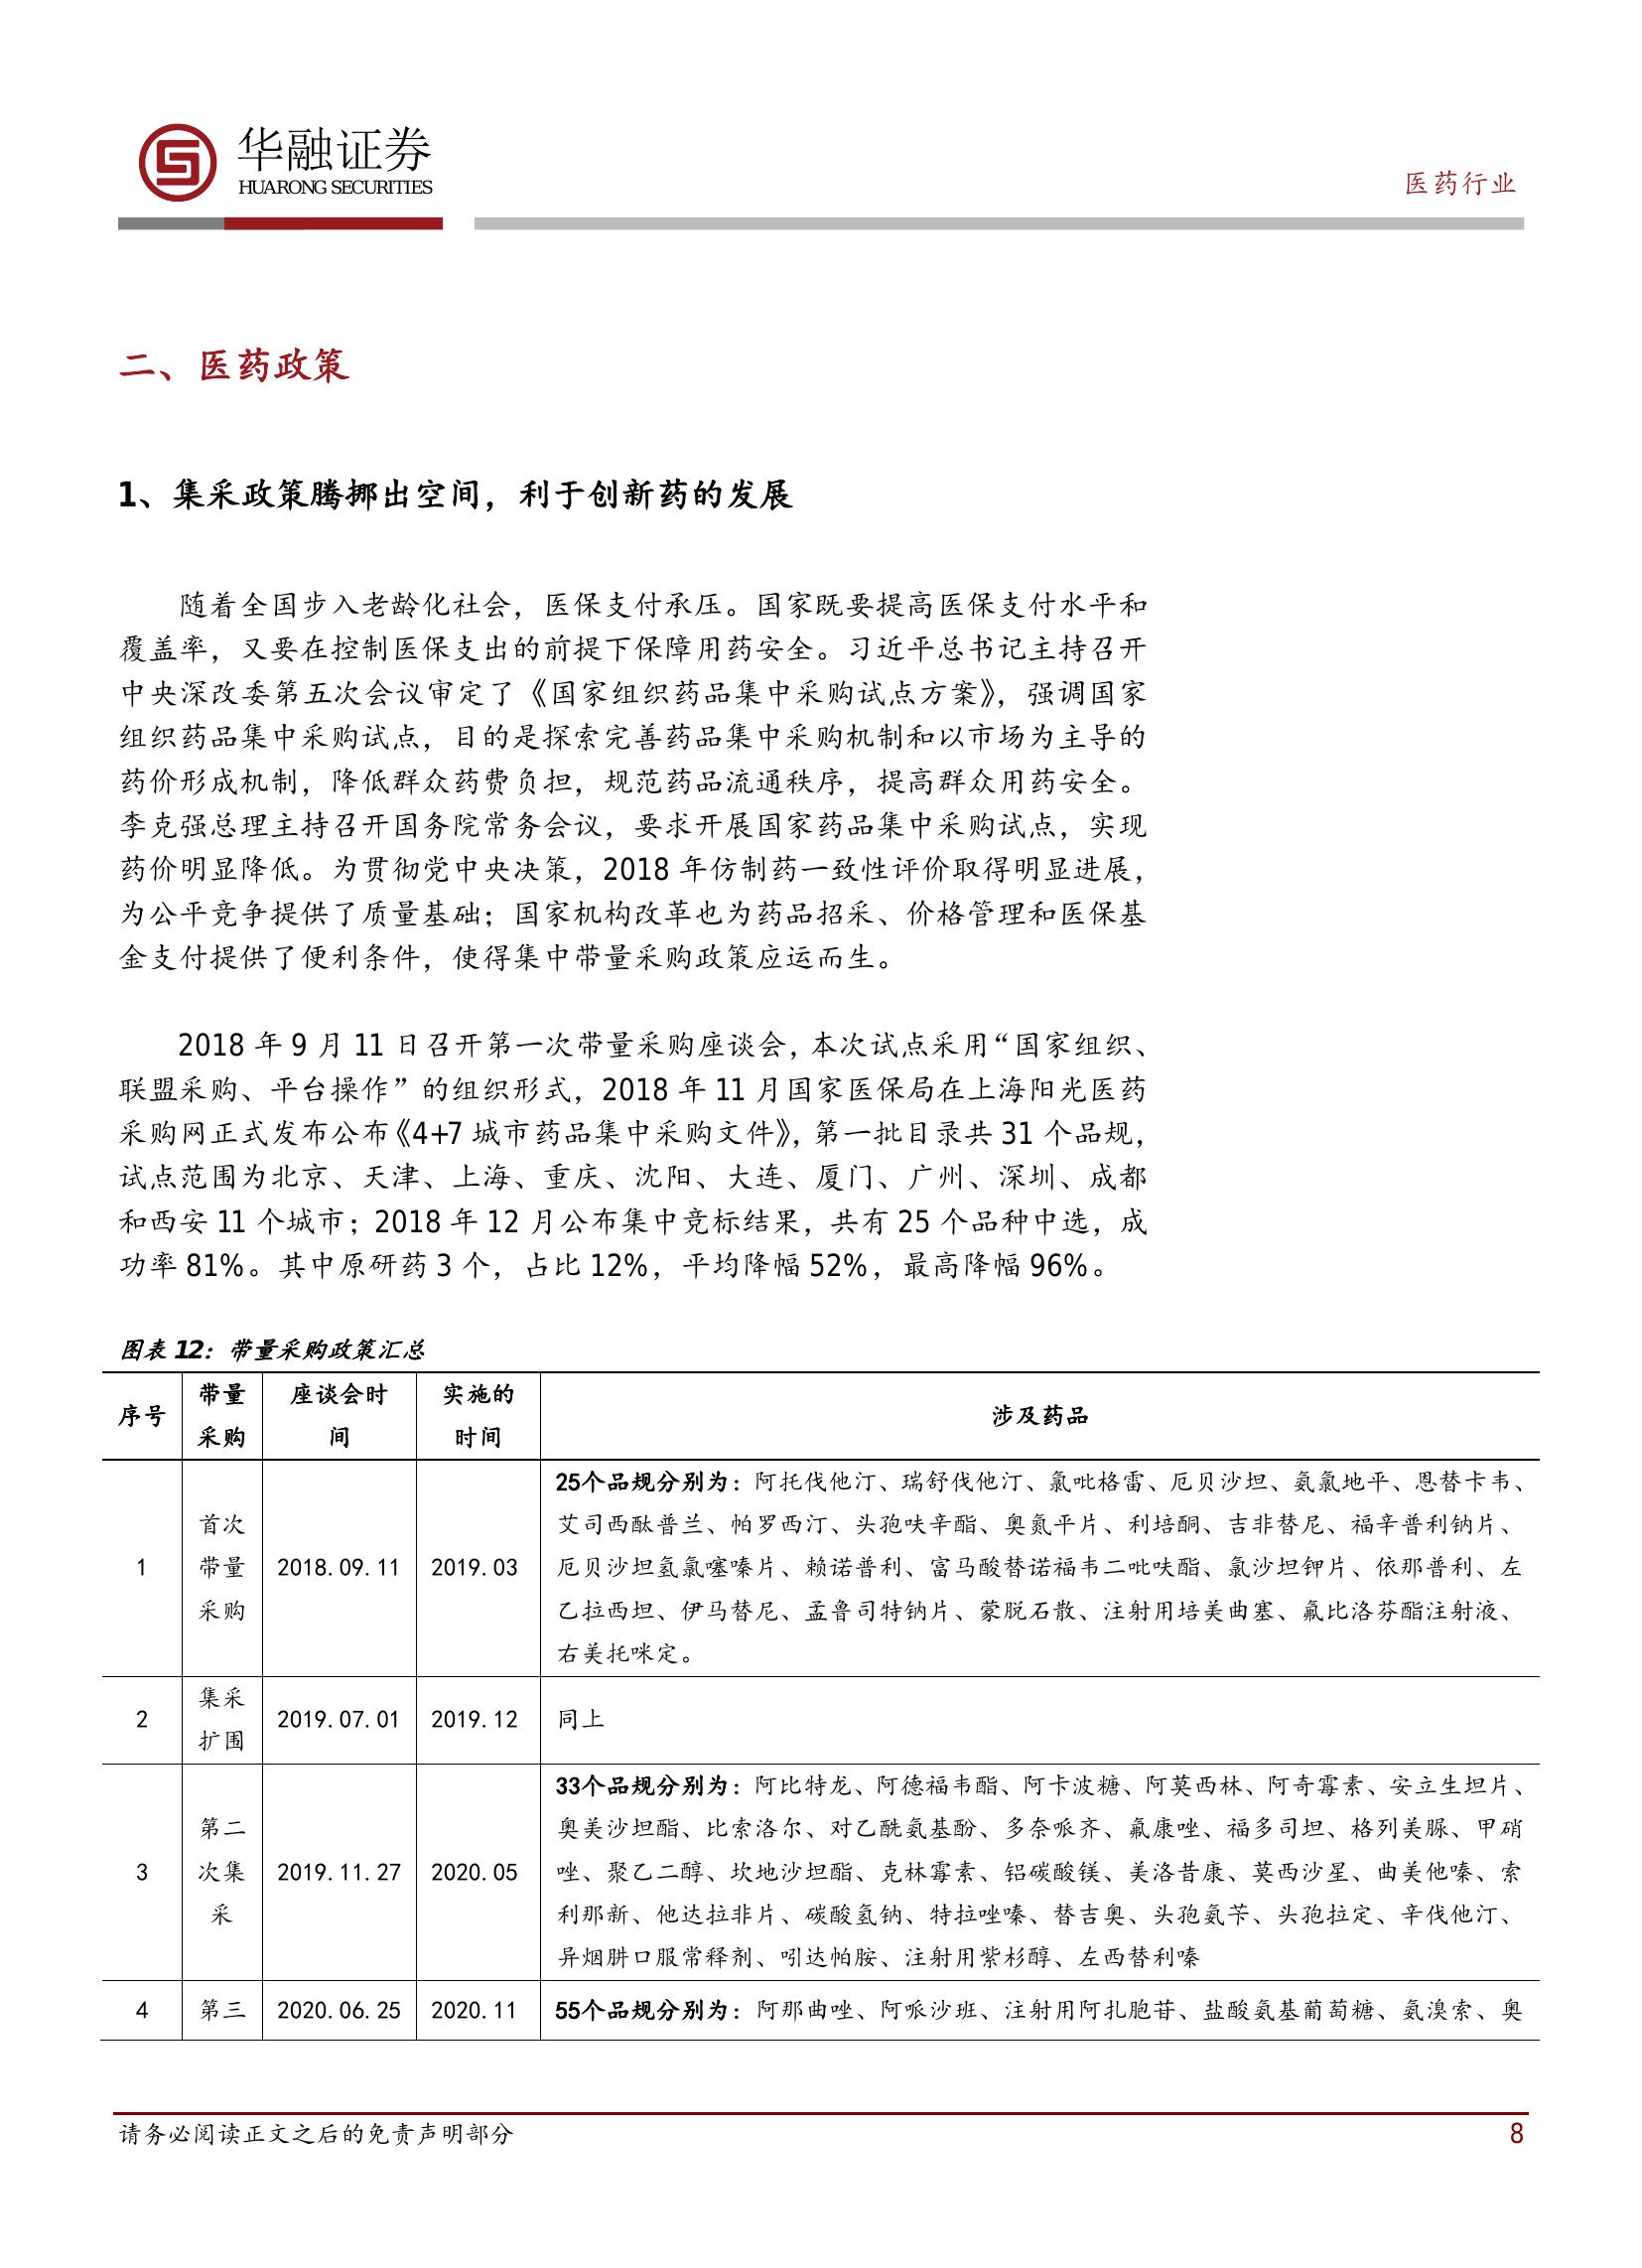 华融证券
HUARONG SECURITIES
医药行业
二、医药政策
1、集采政策腾挪出空间，利于创新药的发展
随着全国步入老龄化社会，医保支付承压。国家既要提高医保支付水平和
覆盖率，又要在控制医保支出的前提下保障用药安全。习近平总书记主持召开
中央深改委第五次会议审定了《国家组织药品集中采购试点方案》，强调国家
组织药品集中采购试点，目的是探索完善药品集中采购机制和以市场为主导的
药价形成机制，降低群众药费负担，规范药品流通秩序，提高群众用药安全。
李克强总理主持召开国务院常务会议，要求开展国家药品集中采购试点，实现
药价明显降低。为贯彻党中央决策，2018 年仿制药一致性评价取得明显进展，
为公平竞争提供了质量基础；国家机构改革也为药品招采、价格管理和医保基
金支付提供了便利条件，使得集中带量采购政策应运而生。
2018 年 9 月 11 日召开第一次带量采购座谈会，本次试点采用“国家组织、
联盟采购、平台操作”的组织形式，2018 年 11 月国家医保局在上海阳光医药
采购网正式发布公布《4+7 城市药品集中采购文件》，第一批目录共 31 个品规，
试点范围为北京、天津、上海、重庆、沈阳、大连、厦门、广州、深圳、成都
和西安 11 个城市；2018 年 12 月公布集中竞标结果，共有 25 个品种中选，成
功率 81%。其中原研药 3 个，占比 12%，平均降幅 52%，最高降幅 96%。
图表 12：带量采购政策汇总
序号 带量 座谈会时 实施的 涉及药品
采购 间 时间
25个品规分别为：阿托伐他汀、瑞舒伐他汀、氯吡格雷、厄贝沙坦、氨氯地平、恩替卡韦、
首次 艾司西酞普兰、帕罗西汀、头孢呋辛酯、奥氮平片、利培酮、吉非替尼、福辛普利钠片、
1 带量 2018.09.11 2019.03 厄贝沙坦氢氯噻嗪片、赖诺普利、富马酸替诺福韦二吡呋酯、氯沙坦钾片、依那普利、左
采购 乙拉西坦、伊马替尼、孟鲁司特钠片、蒙脱石散、注射用培美曲塞、氟比洛芬酯注射液、
右美托咪定。
2 集采 2019.07.01 2019.12 同上
扩围
33个品规分别为：阿比特龙、阿德福韦酯、阿卡波糖、阿莫西林、阿奇霉素、安立生坦片、
第二 奥美沙坦酯、比索洛尔、对乙酰氨基酚、多奈哌齐、氟康唑、福多司坦、格列美脲、甲硝
3 次集 2019.11.27 2020.05 唑、聚乙二醇、坎地沙坦酯、克林霉素、铝碳酸镁、美洛昔康、莫西沙星、曲美他嗪、索
采 利那新、他达拉非片、碳酸氢钠、特拉唑嗪、替吉奥、头孢氨苄、头孢拉定、辛伐他汀、
异烟肼口服常释剂、吲达帕胺、注射用紫杉醇、左西替利嗪
4 第三 2020.06.25 2020.11 55个品规分别为：阿那曲唑、阿哌沙班、注射用阿扎胞苷、盐酸氨基葡萄糖、氨溴索、奥
请务必阅读正文之后的免责声明部分
8